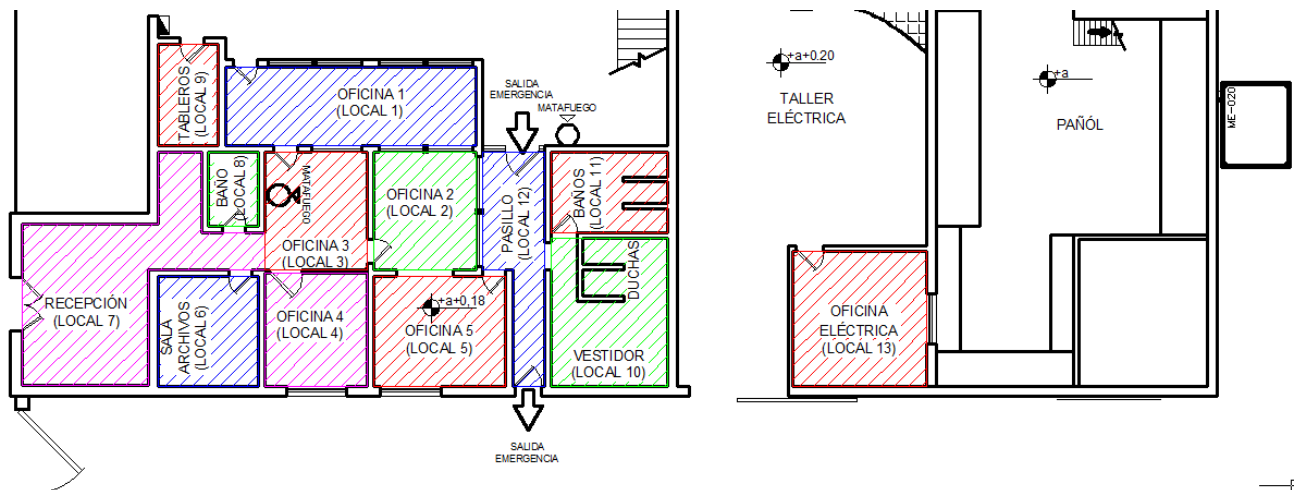 TABLEROS
(LOCAL 9)
OFICINA 1
(LOCAL 1)
SALIDA
EMERGENCIA
MATAFUEGO
BAÑO
(LOCAL 8)
MATAFUEGO
OFICINA 3
(LOCAL 3)
OFICINA 2
(LOCAL 2)
PASILLO
(LOCAL 12)
BAÑOS
(LOCAL 11)
DUCHAS
RECEPCIÓN
(LOCAL 7)
SALA
ARCHIVOS
(LOCAL 6)
OFICINA 4
(LOCAL 4)
+a+0,18
OFICINA 5
(LOCAL 5)
VESTIDOR
(LOCAL 10)
SALIDA
EMERGENCIA
+a+0.20
TALLER
ELÉCTRICA
+a
PAÑÓL
ME-020
OFICINA
ELÉCTRICA
(LOCAL 13)